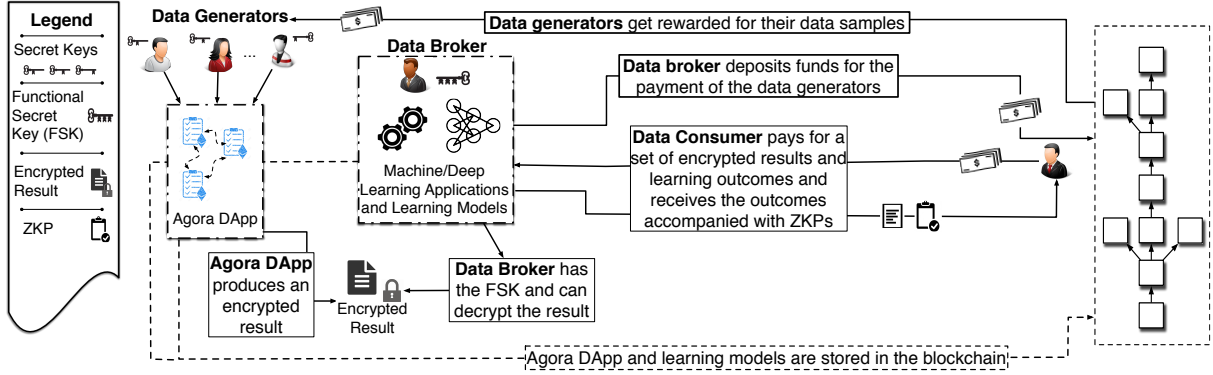 Legend
Secret Keys
Functional
Secret
Key (FSK)
Encrypted
Result
ZKP
Data Generators
...
Agora DApp
Data Broker
Machine/Deep
Learning Applications
and Learning Models
Data generators get rewarded for their data samples
Data broker deposits funds for the
payment of the data generators
Data Consumer pays for a
set of encrypted results and
learning outcomes and
receives the outcomes
accompanied with ZKPs
Agora DApp
produces an
encrypted
result
Encrypted
Result
Data Broker has
the FSK and can
decrypt the result
Agora DApp and learning models are stored in the blockchain